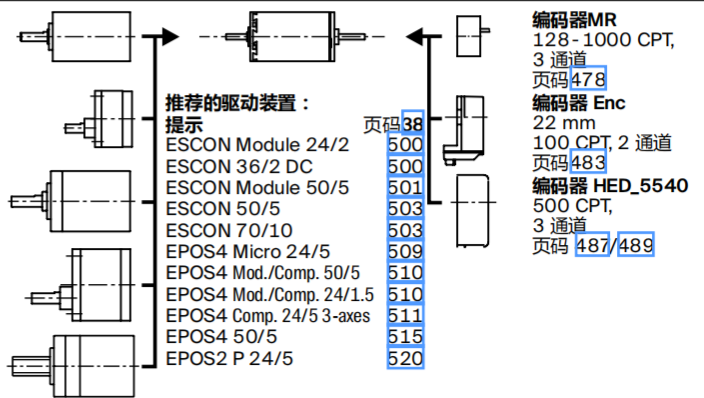 推荐的驱动装置：
提示 页码38
ESCON Module 24/2 500
ESCON 36/2 DC 500
ESCON Module 50/5 501
ESCON 50/5 503
ESCON 70/10 503
EPOS4 Micro 24/5 509
EPOS4 Mod./Comp. 50/5 510
EPOS4 Mod./Comp. 24/1.5 510
EPOS4 Comp. 24/5 3-axes 511
EPOS4 50/5 515
EPOS2 P 24/5 520
编码器MR
128-1000 CPT,
3 通道
页码478
编码器 Enc
22 mm
100 CPT, 2 通道
页码483
编码器 HED_5540
500 CPT,
3 通道
页码 487/489